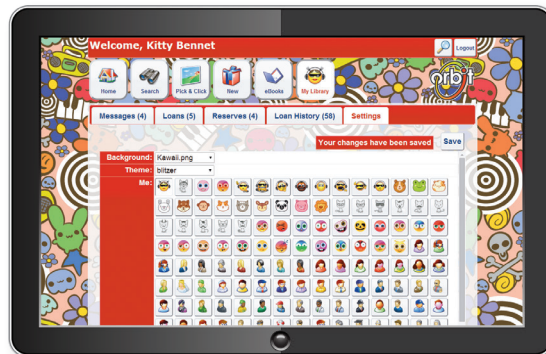 Welcome, Kitty Bennet
Logout
Home
Search
Pick & Click
New
eBooks
My Library
orbit
Messages (4)
Loans (5)
Reserves (4)
Loan History (58)
Settings
Your changes have been saved
Save
Background:
Kawaii.png
Theme:
blitzer
Me: